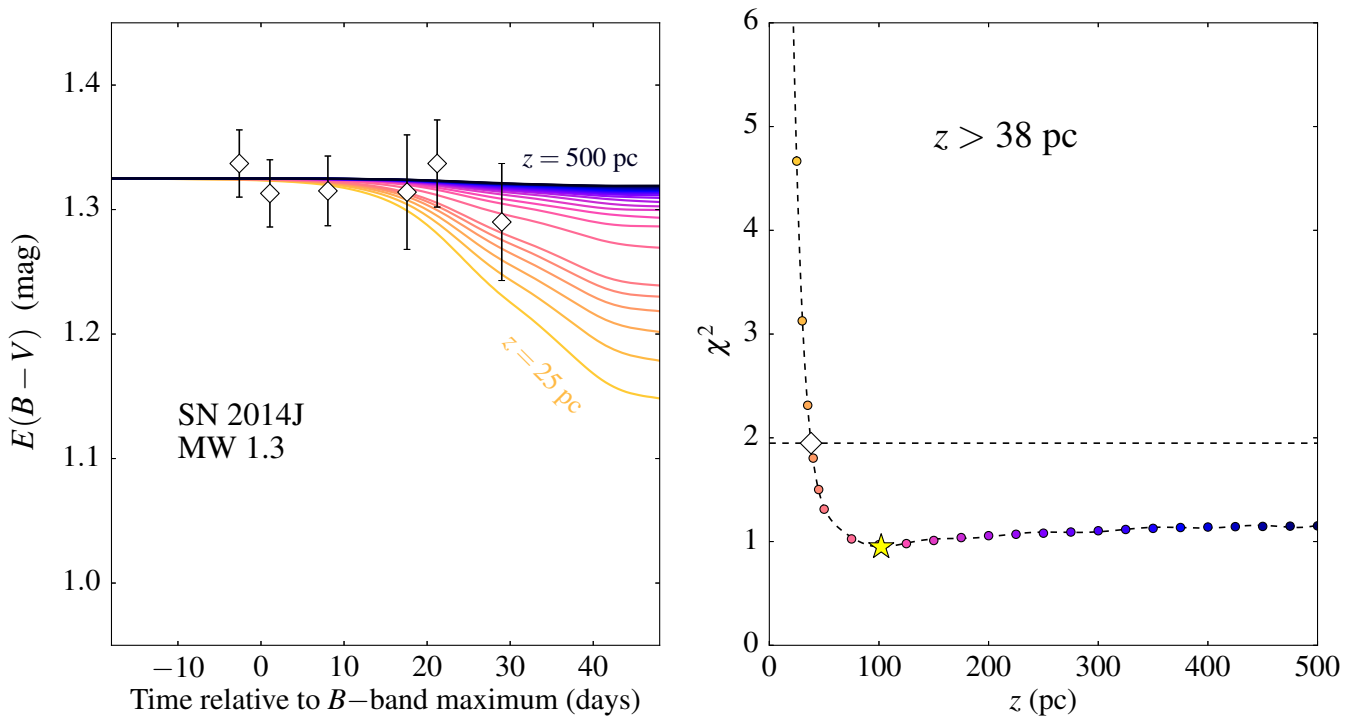 1.4
1.3
1.2
1.1
1.0
E(B − V) (mag)
z = 500 pc
z = 25 pc
SN 2014J
MW 1.3
−10 0 10 20 30 40
Time relative to B−band maximum (days)
6
5
4
3
2
1
0
χ²
z > 38 pc
0 100 200 300 400 500
z (pc)